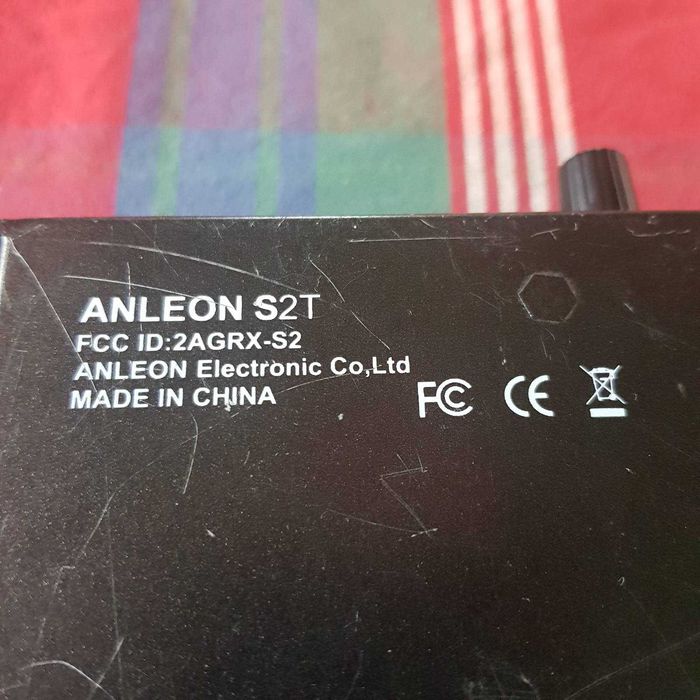 ANLEON S2T
FCC ID:2AGRX-S2
ANLEON Electronic Co,Ltd
MADE IN CHINA
FC CE